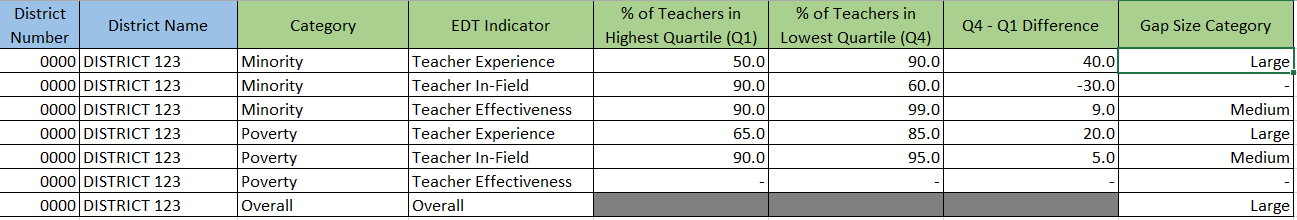 District Number District Name Category EDT Indicator % of Teachers in Highest Quartile (Q1) % of Teachers in Lowest Quartile (Q4) Q4 - Q1 Difference Gap Size Category
0000 DISTRICT 123 Minority Teacher Experience 50.0 90.0 40.0 Large
0000 DISTRICT 123 Minority Teacher In-Field 90.0 60.0 -30.0 -
0000 DISTRICT 123 Minority Teacher Effectiveness 90.0 99.0 9.0 Medium
0000 DISTRICT 123 Poverty Teacher Experience 65.0 85.0 20.0 Large
0000 DISTRICT 123 Poverty Teacher In-Field 90.0 95.0 5.0 Medium
0000 DISTRICT 123 Poverty Teacher Effectiveness - - - -
0000 DISTRICT 123 Overall Overall Large